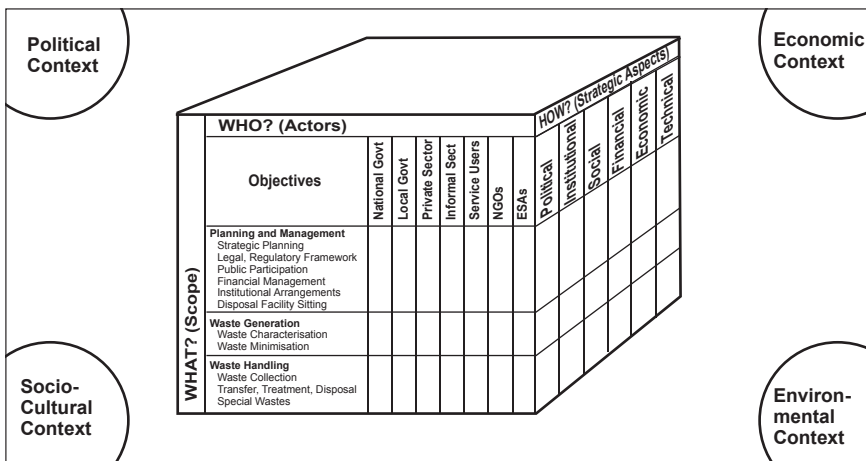 Political
Context
Economic
Context
WHO? (Actors)
HOW? (Strategic Aspects)
Objectives
National Govt
Local Govt
Private Sector
Informal Sect
Service Users
NGOs
ESAs
Political
Institutional
Social
Financial
Economic
Technical
WHAT? (Scope)
Planning and Management
Strategic Planning
Legal, Regulatory Framework
Public Participation
Financial Management
Institutional Arrangements
Disposal Facility Sitting
Waste Generation
Waste Characterisation
Waste Minimisation
Waste Handling
Waste Collection
Transfer, Treatment, Disposal
Special Wastes
Socio-
Cultural
Context
Environ-
mental
Context